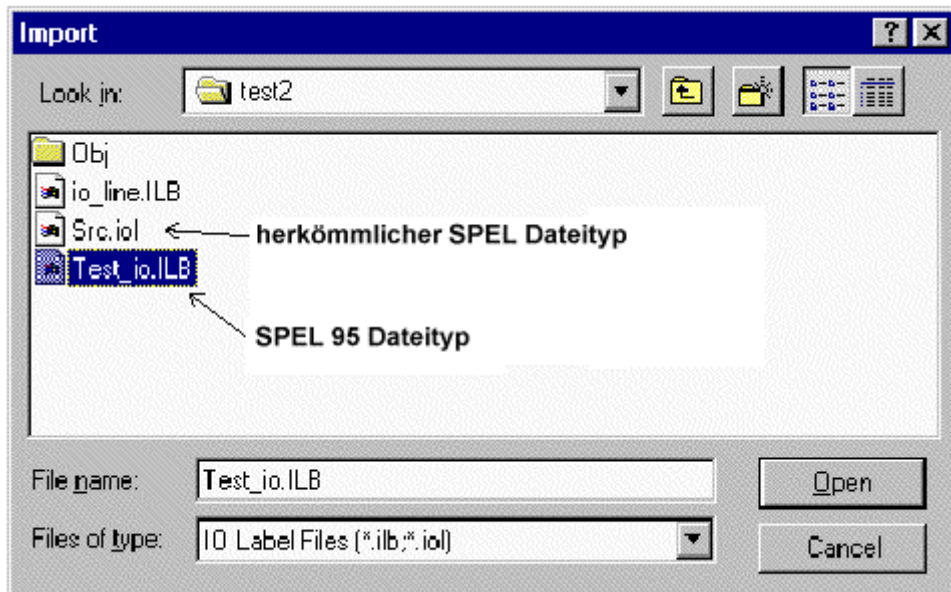 Import
Look in: test2
Obj
io_line.ILB
Src.iol herkömmlicher SPEL Dateityp
Test_io.ILB
SPEL 95 Dateityp
File name: Test_io.ILB Open
Files of type: IO Label Files (*.ilb;*.iol) Cancel